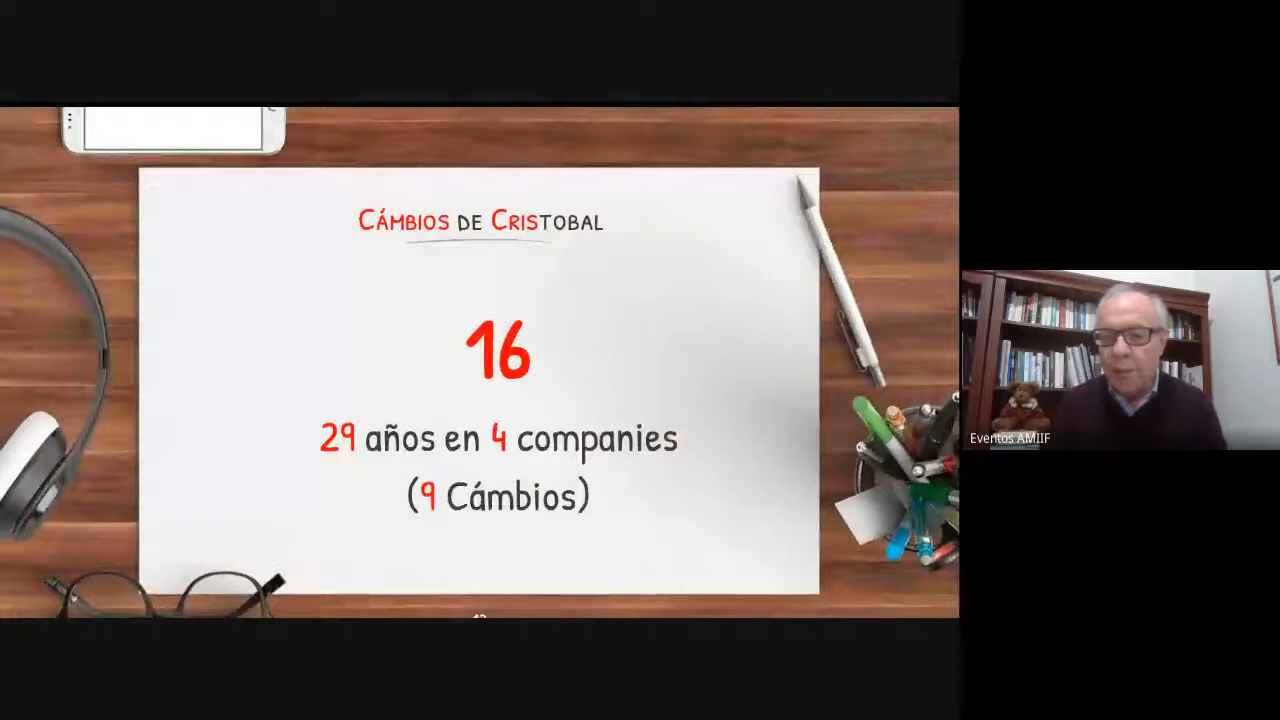 CÁMBIOS DE CRISTOBAL
16
29 años en 4 companies
(9 Cámbios)
Eventos AMIIF